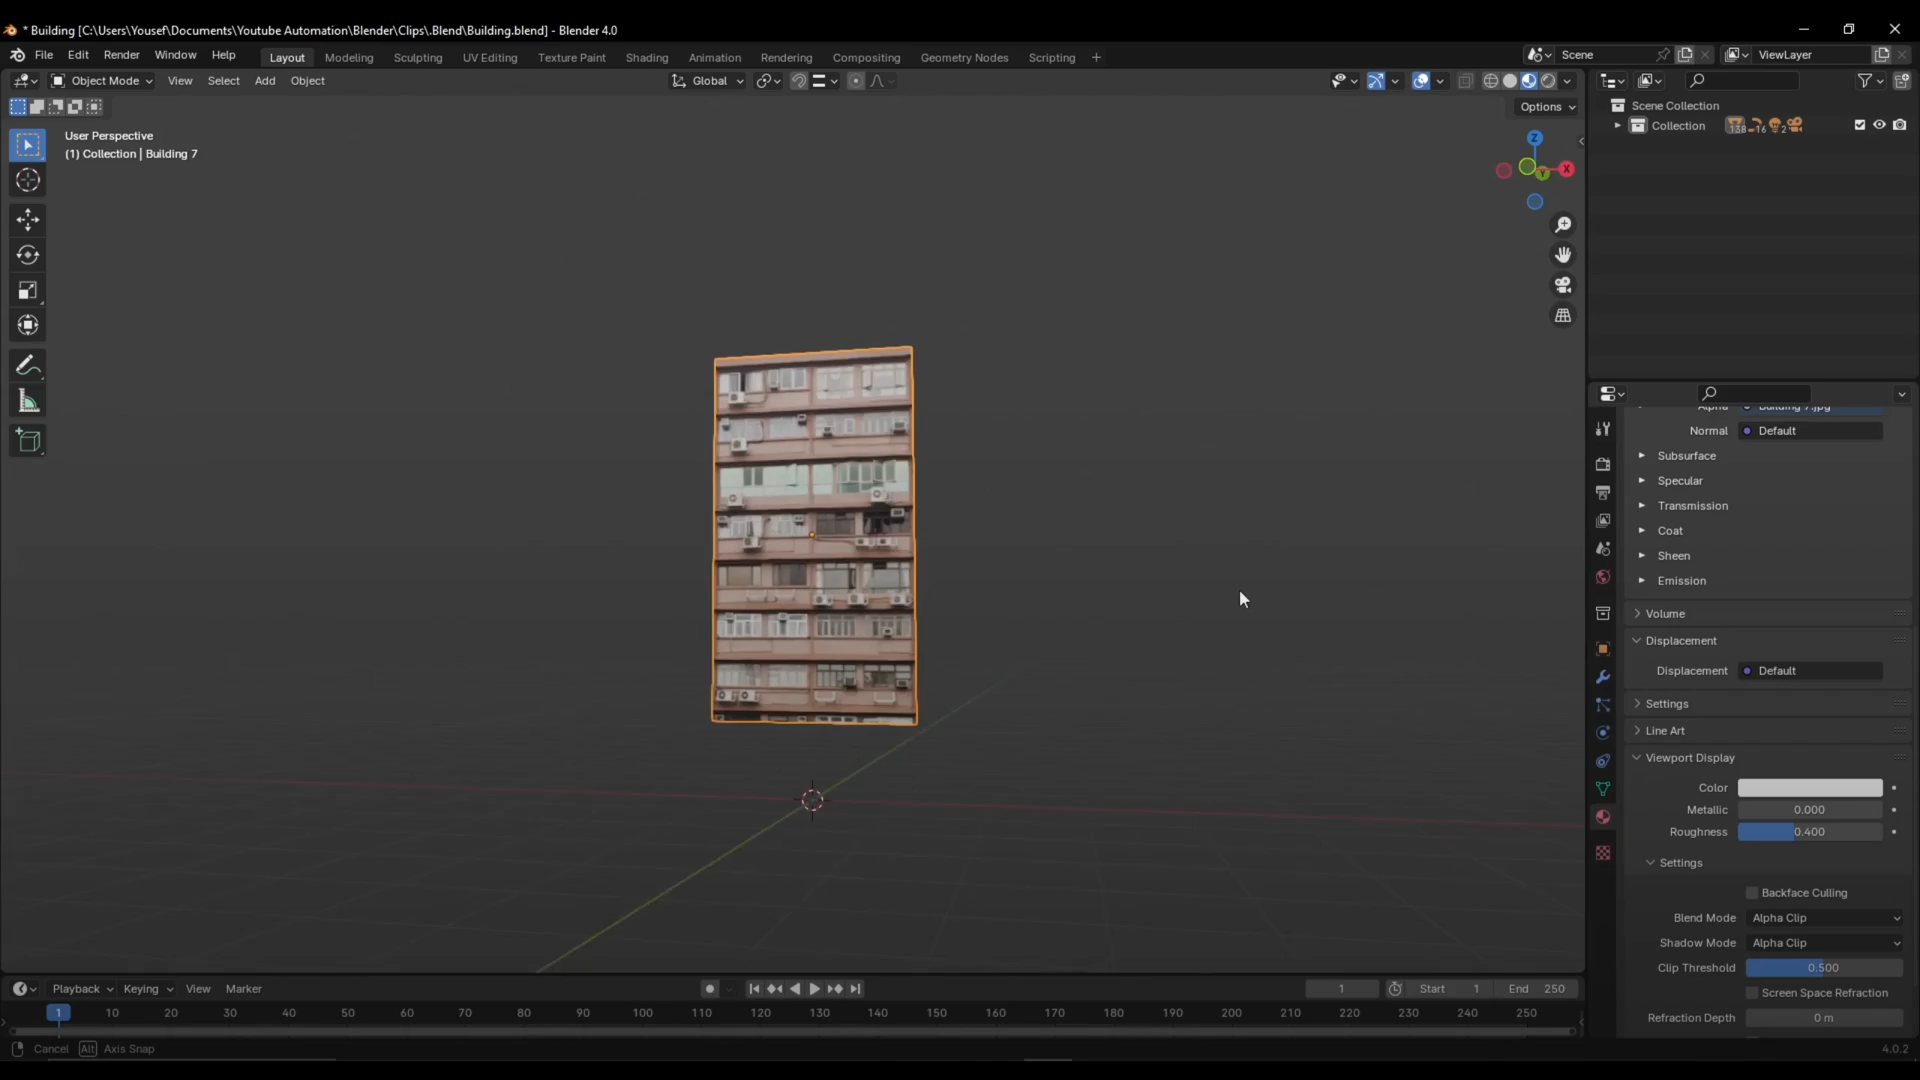 * Building [C:\Users\Yousef\Documents\Youtube Automation\Blender\Clips\.Blend\Building.blend] - Blender 4.0
File Edit Render Window Help Layout Modeling Sculpting UV Editing Texture Paint Shading Animation Rendering Compositing Geometry Nodes Scripting + Scene ViewLayer
Object Mode View Select Add Object Global
Options
User Perspective
(1) Collection | Building 7
Z
X
Y
Scene Collection
Collection 138 16 2
Alpha Building 7.jpg
Normal Default
Subsurface
Specular
Transmission
Coat
Sheen
Emission
Volume
Displacement
Displacement Default
Settings
Line Art
Viewport Display
Color
Metallic 0.000
Roughness 0.400
Settings
Backface Culling
Blend Mode Alpha Clip
Shadow Mode Alpha Clip
Clip Threshold 0.500
Screen Space Refraction
Refraction Depth 0 m
Playback Keying View Marker 1 Start 1 End 250
1 10 20 30 40 50 60 70 80 90 100 110 120 130 140 150 160 170 180 190 200 210 220 230 240 250
Cancel Alt Axis Snap 4.0.2